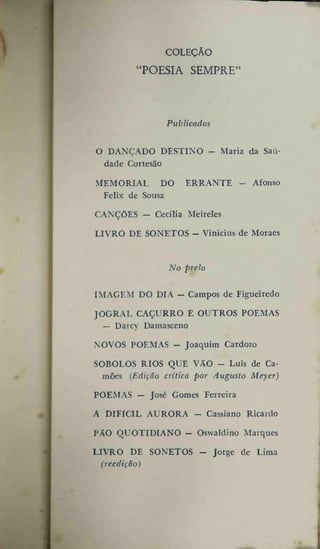 COLEÇÃO
"POESIA SEMPRE"
Publicados
O DANÇADO DESTINO — Maria da Saü-
dade Cortesão
MEMORIAL DO ERRANTE — Afonso
Felix de Sousa
CANÇÕES — Cecília Meireles
LIVRO DE SONETOS — Vinicius de Moraes
No prelo
IMAGEM DO DIA — Campos de Figueiredo
JOGRAL CAÇURRO E OUTROS POEMAS
— Darcy Damasceno
NOVOS POEMAS — Joaquim Cardozo
SOBOLOS RIOS QUE VÃO — Luis de Ca-
mões (Edição crítica por Augusto Meyer)
POEMAS — José Gomes Ferreira
A DIFICIL AURORA — Cassiano Ricardo
PÃO QUOTIDIANO — Oswaldino Marques
LIVRO DE SONETOS — Jorge de Lima
(reedição)